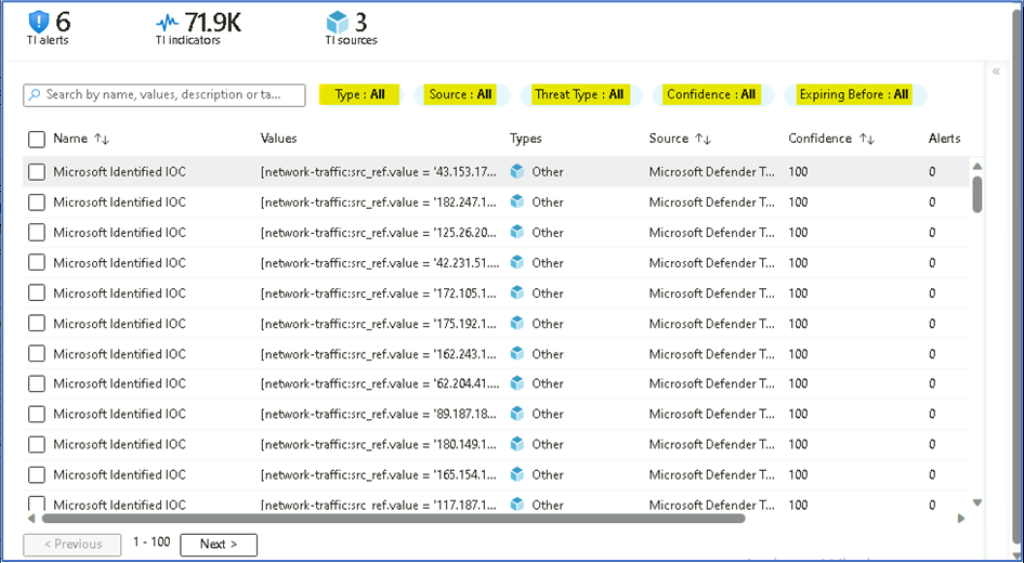 6 71.9K 3
TI alerts TI indicators TI sources
Search by name, values, description or ta... Type : All Source : All Threat Type : All Confidence : All Expiring Before : All
Name ↑↓ Values Types Source ↑↓ Confidence ↑↓ Alerts
Microsoft Identified IOC [network-traffic:src_ref.value = '43.153.17... Other Microsoft Defender T... 100 0
Microsoft Identified IOC [network-traffic:src_ref.value = '182.247.1... Other Microsoft Defender T... 100 0
Microsoft Identified IOC [network-traffic:src_ref.value = '125.26.20... Other Microsoft Defender T... 100 0
Microsoft Identified IOC [network-traffic:src_ref.value = '42.231.51.... Other Microsoft Defender T... 100 0
Microsoft Identified IOC [network-traffic:src_ref.value = '172.105.1... Other Microsoft Defender T... 100 0
Microsoft Identified IOC [network-traffic:src_ref.value = '175.192.1... Other Microsoft Defender T... 100 0
Microsoft Identified IOC [network-traffic:src_ref.value = '162.243.1... Other Microsoft Defender T... 100 0
Microsoft Identified IOC [network-traffic:src_ref.value = '62.204.41.... Other Microsoft Defender T... 100 0
Microsoft Identified IOC [network-traffic:src_ref.value = '89.187.18... Other Microsoft Defender T... 100 0
Microsoft Identified IOC [network-traffic:src_ref.value = '180.149.1... Other Microsoft Defender T... 100 0
Microsoft Identified IOC [network-traffic:src_ref.value = '165.154.1... Other Microsoft Defender T... 100 0
Microsoft Identified IOC [network-traffic:src_ref.value = '117.187.1... Other Microsoft Defender T... 100 0
< Previous 1 - 100 Next >